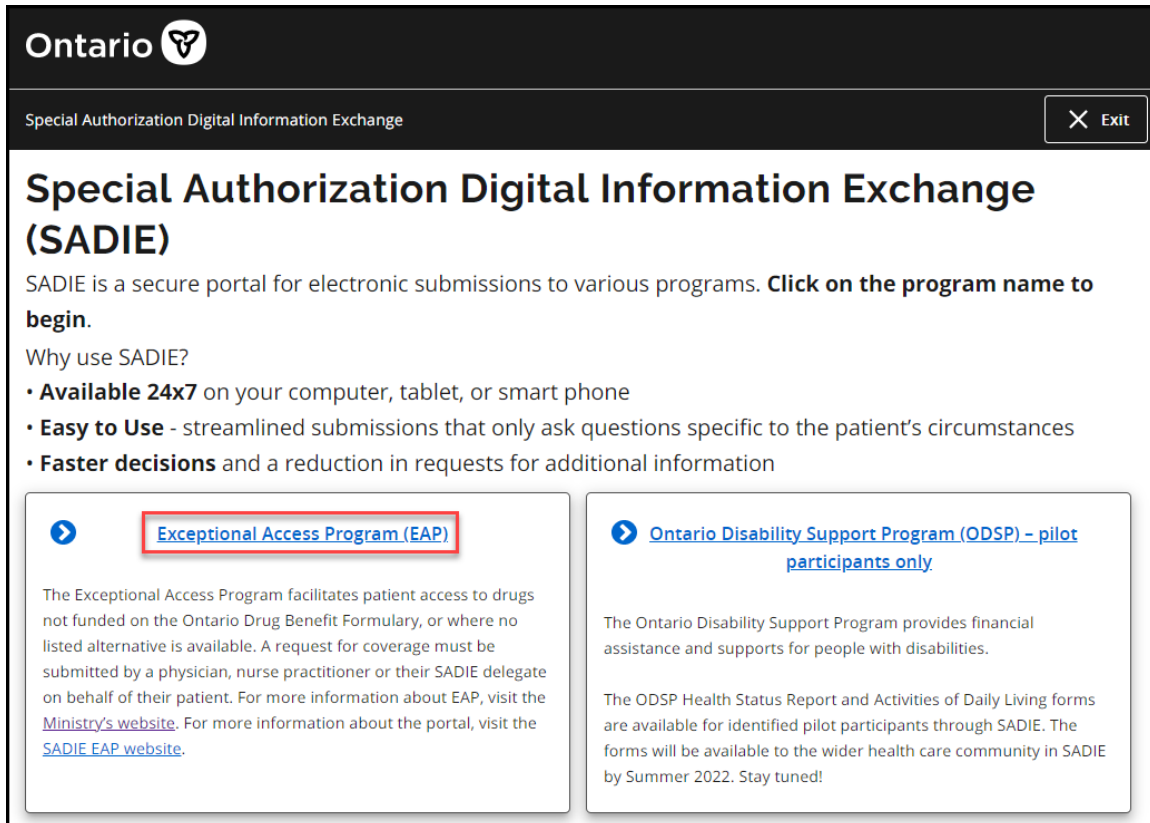 Ontario
Special Authorization Digital Information Exchange
Exit
Special Authorization Digital Information Exchange
(SADIE)
SADIE is a secure portal for electronic submissions to various programs. Click on the program name to
begin.
Why use SADIE?
• Available 24x7 on your computer, tablet, or smart phone
• Easy to Use - streamlined submissions that only ask questions specific to the patient’s circumstances
• Faster decisions and a reduction in requests for additional information
Exceptional Access Program (EAP)
The Exceptional Access Program facilitates patient access to drugs
not funded on the Ontario Drug Benefit Formulary, or where no
listed alternative is available. A request for coverage must be
submitted by a physician, nurse practitioner or their SADIE delegate
on behalf of their patient. For more information about EAP, visit the
Ministry’s website. For more information about the portal, visit the
SADIE EAP website.
Ontario Disability Support Program (ODSP) – pilot
participants only
The Ontario Disability Support Program provides financial
assistance and supports for people with disabilities.
The ODSP Health Status Report and Activities of Daily Living forms
are available for identified pilot participants through SADIE. The
forms will be available to the wider health care community in SADIE
by Summer 2022. Stay tuned!